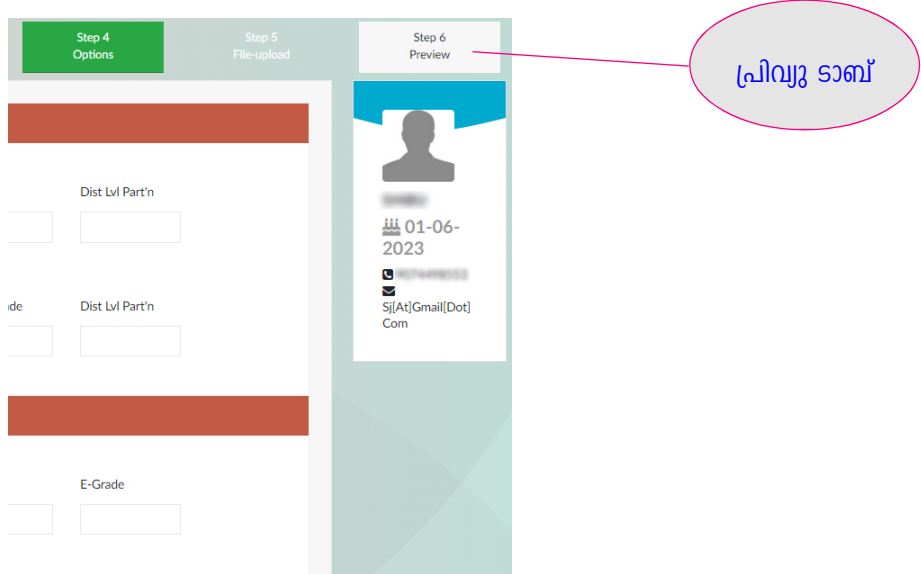 Step 4
Options
Step 5
File-upload
Step 6
Preview
പ്രിവ്യു ടാബ്
Dist Lvl Part'n
01-06-
2023
ade
Dist Lvl Part'n
Sj[At]Gmail[Dot]
Com
E-Grade